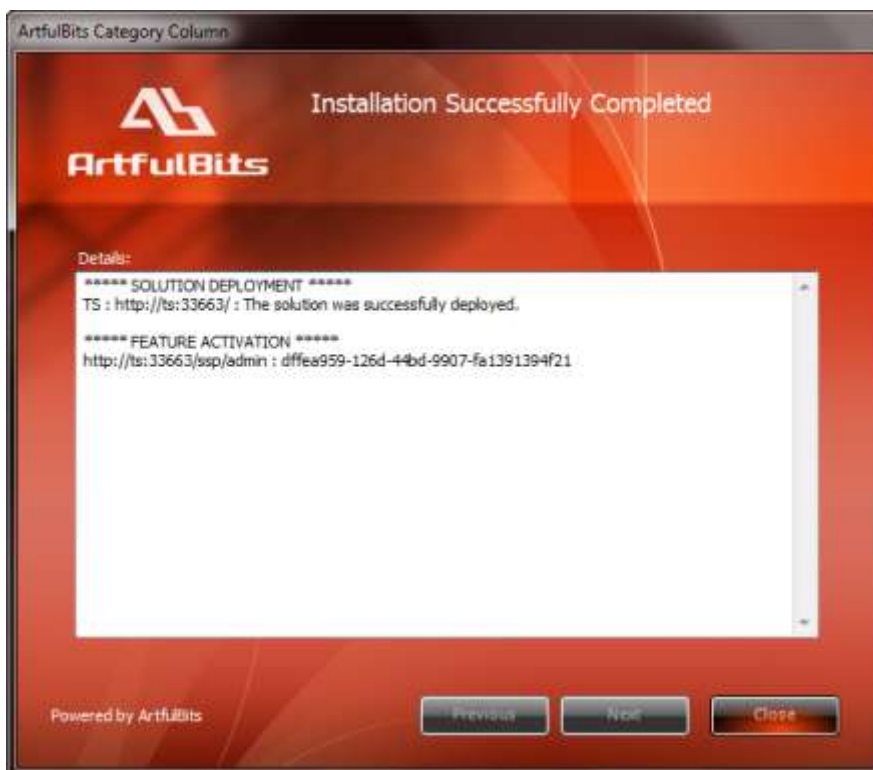 ArtfulBits Category Column
Installation Successfully Completed
ArtfulBits
Details:
***** SOLUTION DEPLOYMENT *****
TS : http://ts:33663/ : The solution was successfully deployed.
***** FEATURE ACTIVATION *****
http://ts:33663/ssp/admin : dffea959-126d-44bd-9907-fa1391394f21
Powered by ArtfulBits
Previous
Next
Close